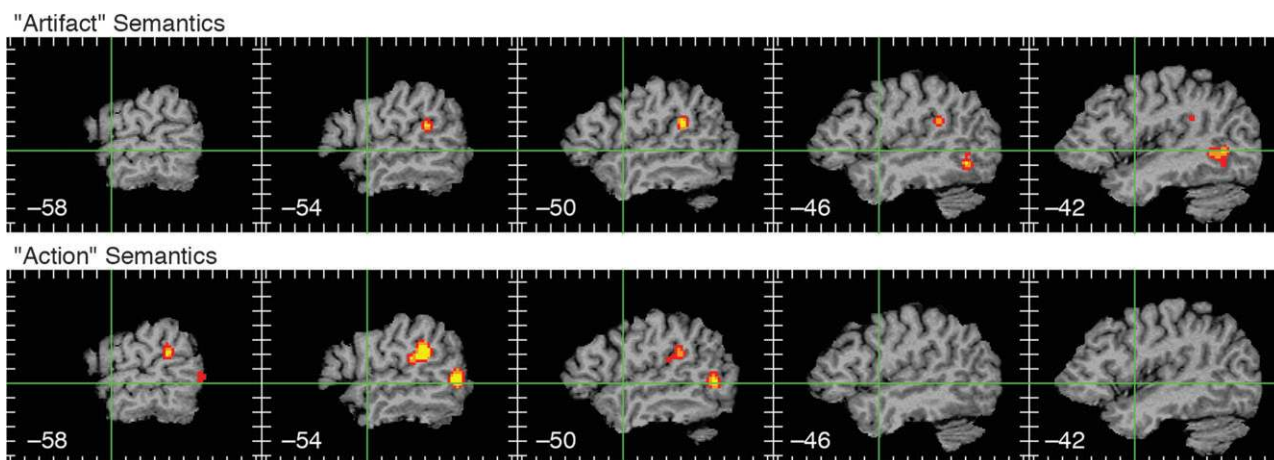 "Artifact" Semantics
–58 –54 –50 –46 –42
"Action" Semantics
–58 –54 –50 –46 –42